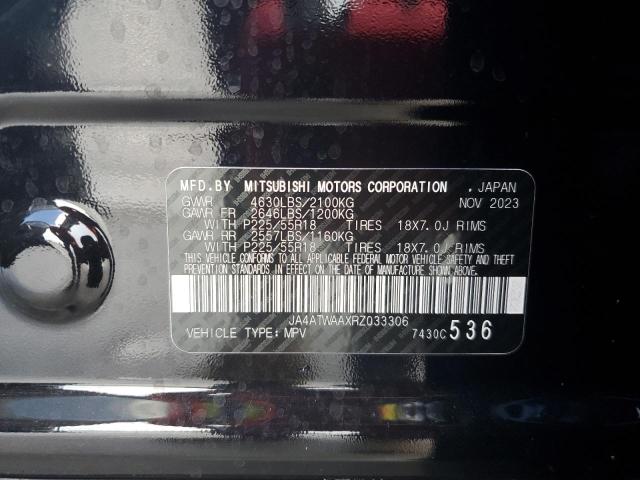 MFD.BY MITSUBISHI MOTORS CORPORATION , JAPAN
GVWR 4630LBS/2100KG NOV 2023
GAWR FR 2646LBS/1200KG
WITH P225/55R18 TIRES 18X7.0J RIMS
GAWR RR 2557LBS/1160KG
WITH P225/55R18 TIRES 18X7.0J RIMS
THIS VEHICLE CONFORMS TO ALL APPLICABLE FEDERAL MOTOR VEHICLE SAFETY AND THEFT
PREVENTION STANDARDS IN EFFECT ON THE DATE OF MANUFACTURE SHOWN ABOVE.
JA4ATWAAXRZ033306
VEHICLE TYPE: MPV 7430C 536